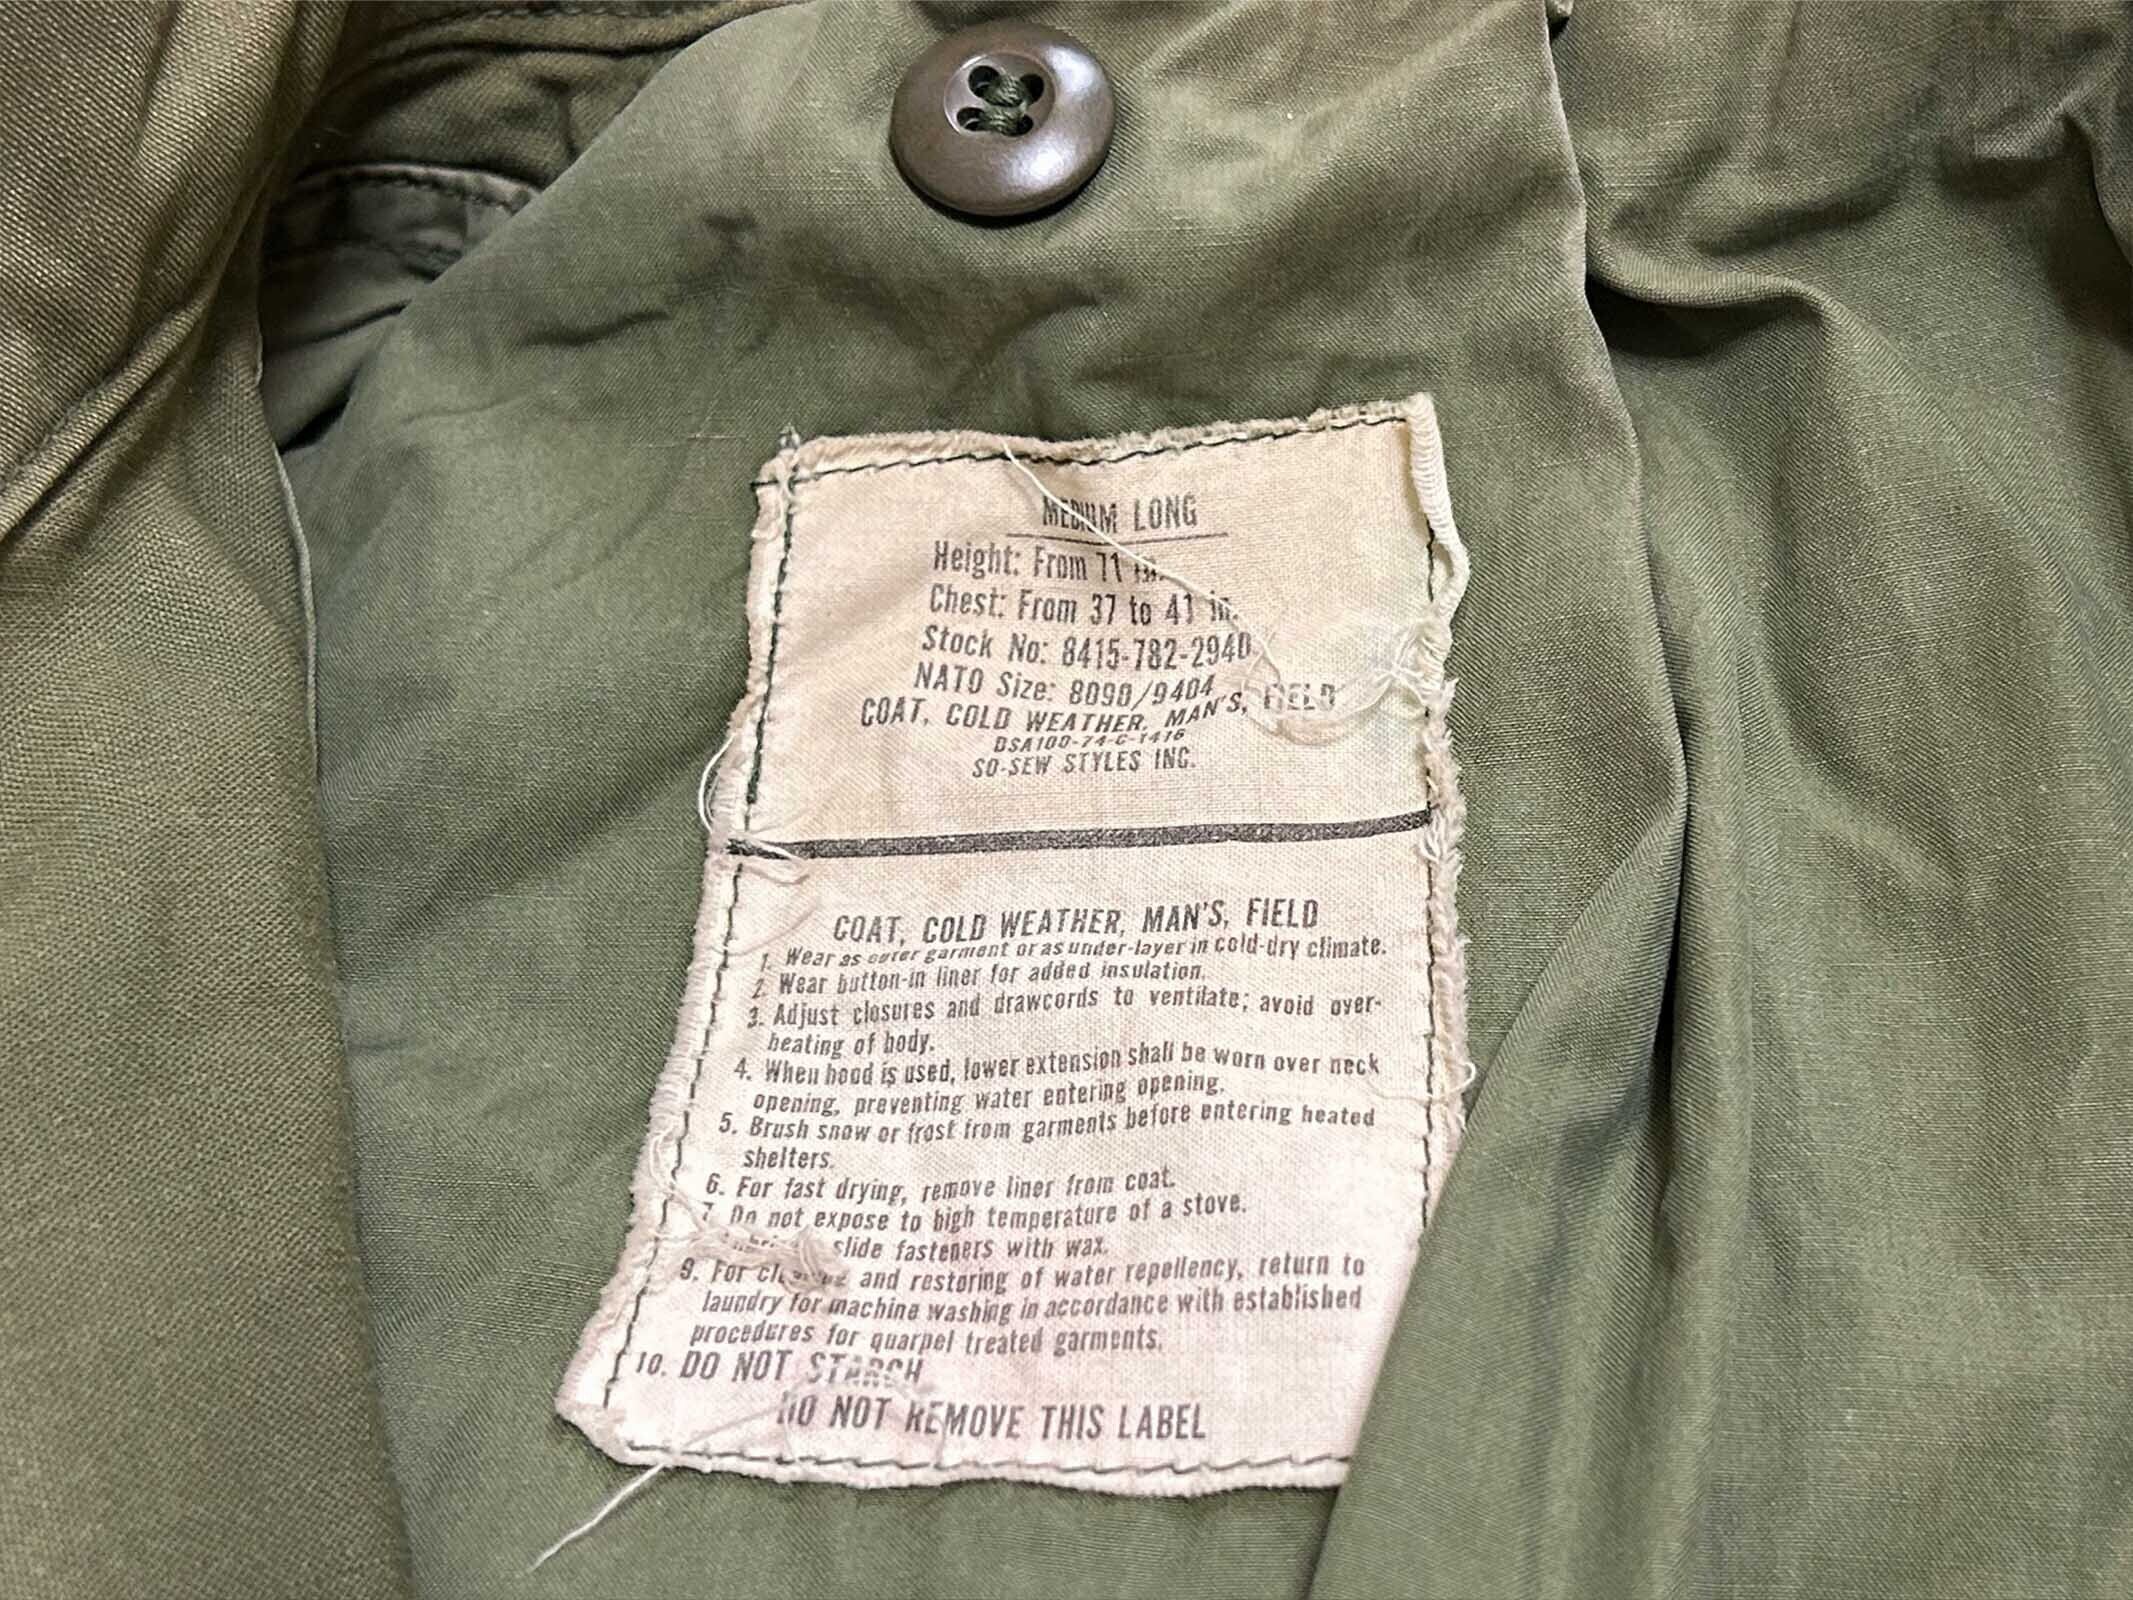 MEDIUM LONG
Height: From 71 in.
Chest: From 37 to 41 in.
Stock No: 8415-782-2940
NATO Size: 8090/9404
COAT, COLD WEATHER, MAN'S, FIELD
DSA100-74-C-1416
SO-SEW STYLES INC.
COAT, COLD WEATHER, MAN'S, FIELD
1. Wear as outer garment or as under-layer in cold-dry climate.
2. Wear button-in liner for added insulation.
3. Adjust closures and drawcords to ventilate; avoid over-
heating of body.
4. When hood is used, lower extension shall be worn over neck
opening, preventing water entering opening.
5. Brush snow or frost from garments before entering heated
shelters.
6. For fast drying, remove liner from coat.
7. Do not expose to high temperature of a stove.
slide fasteners with wax.
9. For and restoring of water repellency, return to
laundry for machine washing in accordance with established
procedures for quarpel treated garments.
10. DO NOT STARCH
DO NOT REMOVE THIS LABEL